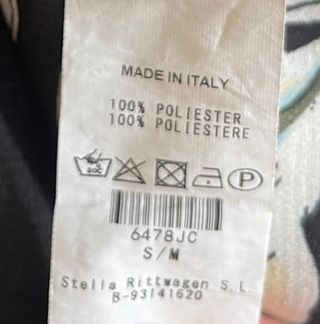 MADE IN ITALY
100% POLIESTER
100% POLIESTERE
P
6478JC
S/M
Stella Rittwagen S.L.
B-93141620